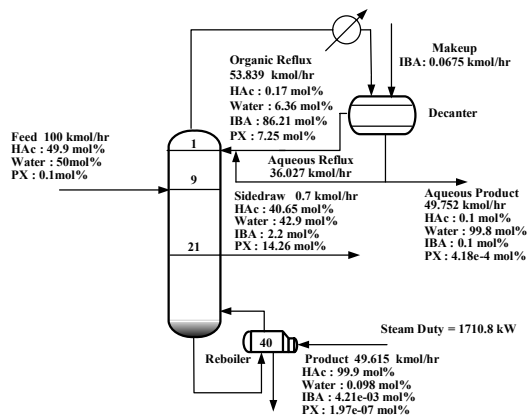 Organic Reflux
53.839 kmol/hr
HAc : 0.17 mol%
Water : 6.36 mol%
IBA : 86.21 mol%
PX : 7.25 mol%
Makeup
IBA: 0.0675 kmol/hr
Decanter
Feed 100 kmol/hr
HAc : 49.9 mol%
Water : 50mol%
PX : 0.1mol%
1
Aqueous Reflux
36.027 kmol/hr
9
Sidedraw 0.7 kmol/hr
HAc : 40.65 mol%
Water : 42.9 mol%
IBA : 2.2 mol%
PX : 14.26 mol%
Aqueous Product
49.752 kmol/hr
HAc : 0.1 mol%
Water : 99.8 mol%
IBA : 0.1 mol%
PX : 4.18e-4 mol%
21
Steam Duty = 1710.8 kW
40
Reboiler
Product 49.615 kmol/hr
HAc : 99.9 mol%
Water : 0.098 mol%
IBA : 4.21e-03 mol%
PX : 1.97e-07 mol%